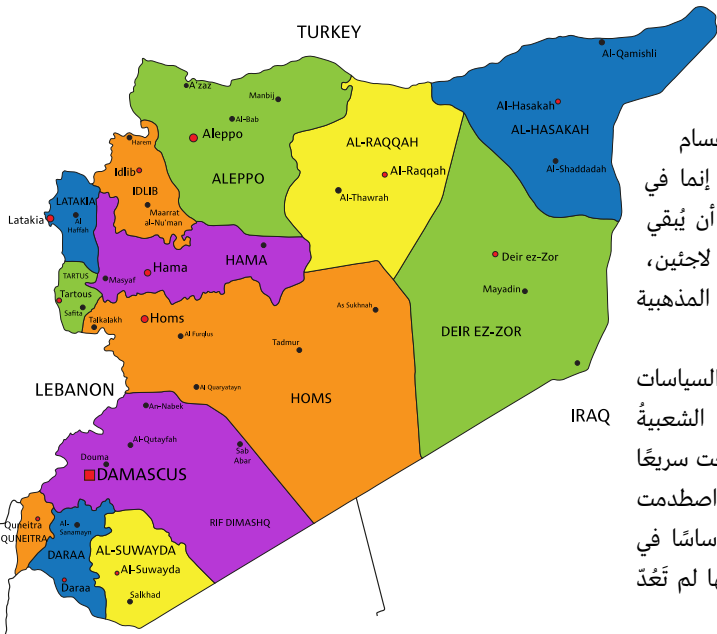 TURKEY
Al-Qamishli
A'zaz
Manbij
Al-Hasakah
Al-Bab
AL-HASAKAH
Aleppo
Harem
AL-RAQQAH
Idlib
Al-Raqqah
Al-Shaddadah
ALEPPO
IDLIB
Al-Thawrah
LATAKIA
Maarrat
al-Nu'man
Latakia
Al
Haffah
HAMA
Deir ez-Zor
Hama
TARTUS
Masyaf
Mayadin
Tartous
Safita
As Sukhnah
Homs
Talkalakh
DEIR EZ-ZOR
Al Furqlus
Tadmur
LEBANON
Al Quaryatayn
HOMS
An-Nabek
IRAQ
Al-Qutayfah
Sab
Abar
Douma
DAMASCUS
Quneitra
QUNEITRA
Al-
Sanamayn
RIF DIMASHQ
AL-SUWAYDA
DARAA
Al-Suwayda
Daraa
Salkhad
إنما في
أن يُبقي
لاجئين،
المذهبية
السياسات
الشعبيةُ
سريعًا
اصطدمت
في
لم تَعُدّ